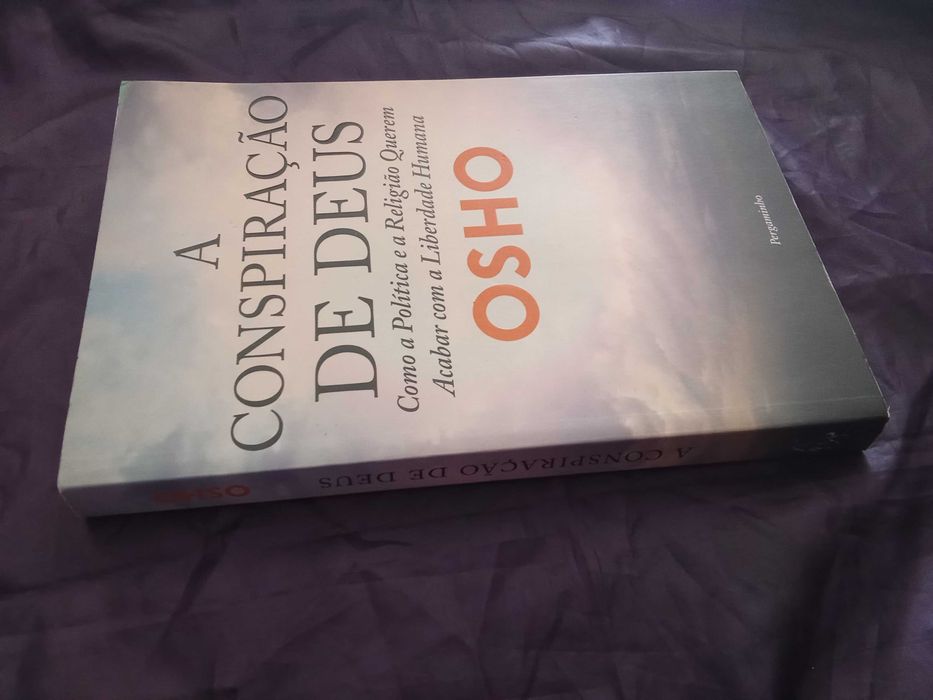 A
CONSPIRAÇÃO
DE DEUS
Como a Política e a Religião Querem
Acabar com a Liberdade Humana
OSHO
Pergaminho
OSHO
A CONSPIRAÇÃO DE DEUS